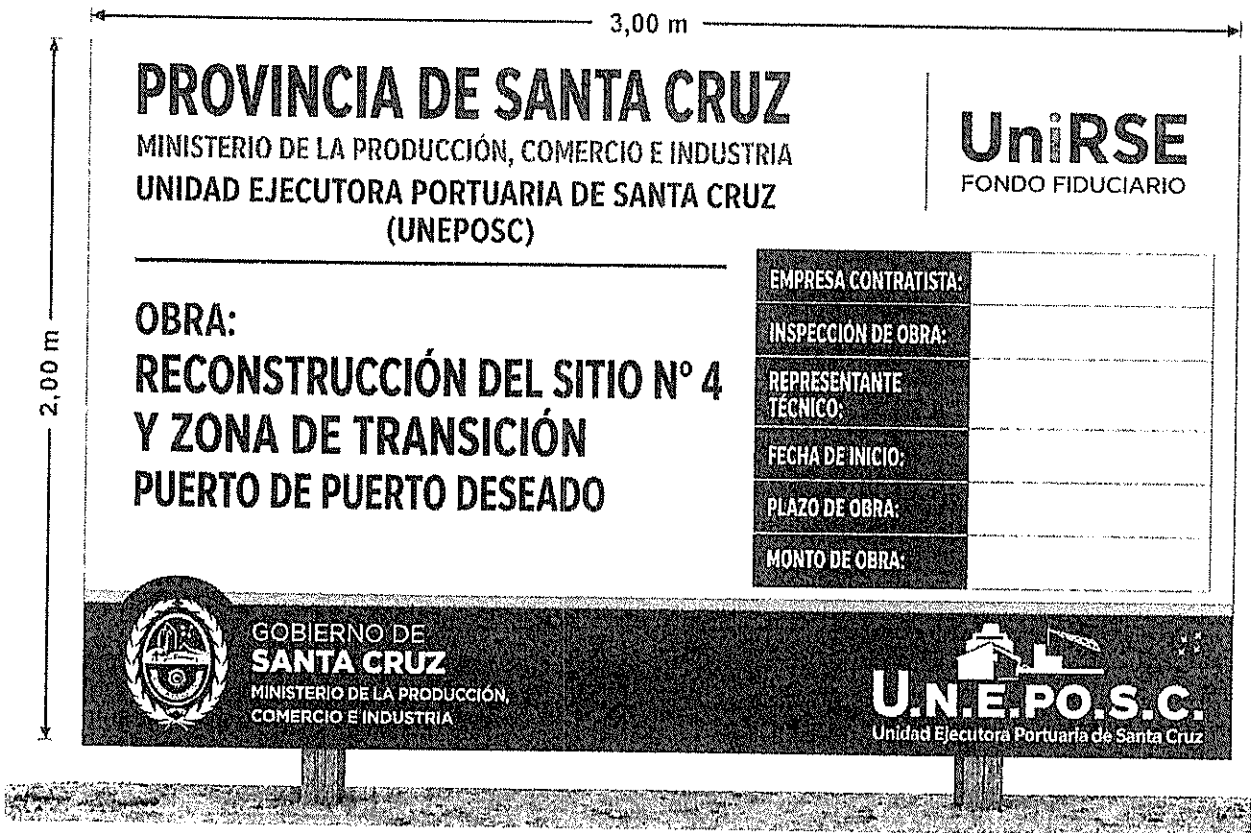 3,00 m
2,00 m
PROVINCIA DE SANTA CRUZ
MINISTERIO DE LA PRODUCCIÓN, COMERCIO E INDUSTRIA
UNIDAD EJECUTORA PORTUARIA DE SANTA CRUZ
(UNEPOSC)
UniRSE
FONDO FIDUCIARIO
OBRA:
RECONSTRUCCIÓN DEL SITIO N° 4
Y ZONA DE TRANSICIÓN
PUERTO DE PUERTO DESEADO
EMPRESA CONTRATISTA:
INSPECCIÓN DE OBRA:
REPRESENTANTE
TÉCNICO:
FECHA DE INICIO:
PLAZO DE OBRA:
MONTO DE OBRA:
GOBIERNO DE
SANTA CRUZ
MINISTERIO DE LA PRODUCCIÓN,
COMERCIO E INDUSTRIA
U.N.E.PO.S.C.
Unidad Ejecutora Portuaria de Santa Cruz